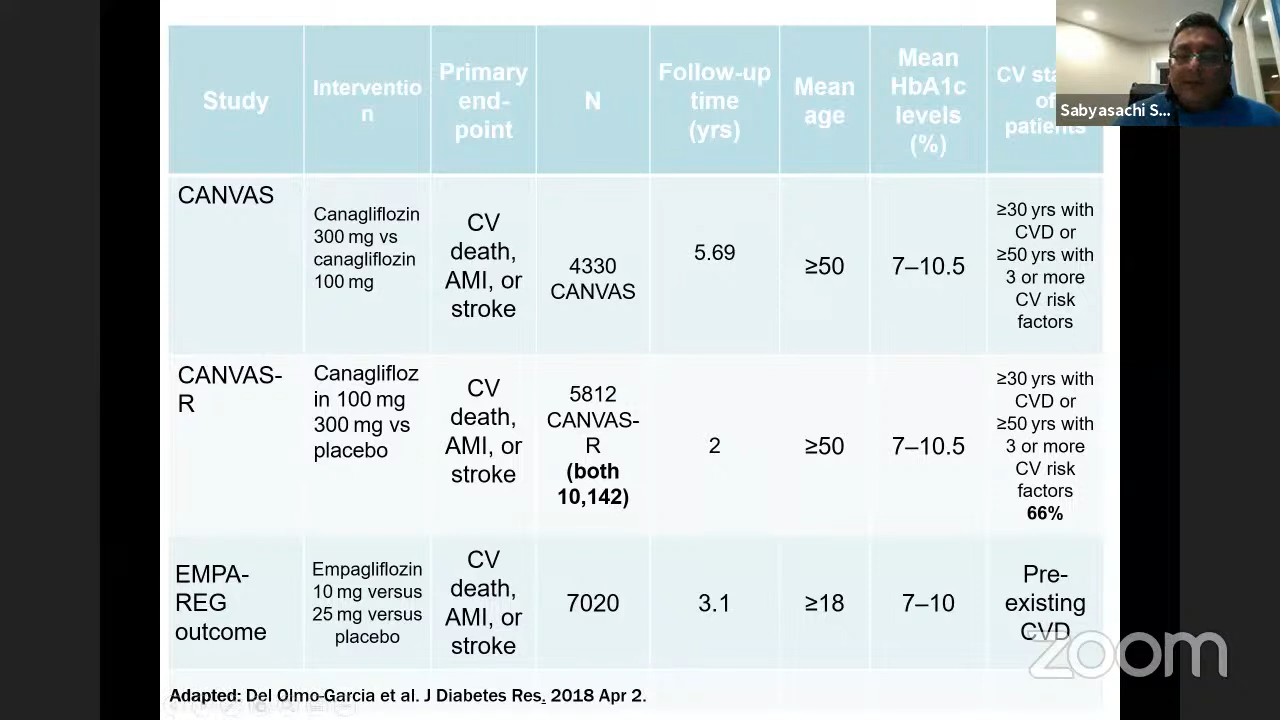 Study
Interventio
n
Primary
end-
point
N
Follow-up
time
(yrs)
Mean
age
Mean
HbA1c
levels
(%)
CV sta
of
patients
Sabyasachi S...
CANVAS
Canagliflozin
300 mg vs
canagliflozin
100 mg
CV
death,
AMI, or
stroke
4330
CANVAS
5.69
≥50
7–10.5
≥30 yrs with
CVD or
≥50 yrs with
3 or more
CV risk
factors
CANVAS-
R
Canaglifloz
in 100 mg
300 mg vs
placebo
CV
death,
AMI, or
stroke
5812
CANVAS-
R
(both
10,142)
2
≥50
7–10.5
≥30 yrs with
CVD or
≥50 yrs with
3 or more
CV risk
factors
66%
EMPA-
REG
outcome
Empagliflozin
10 mg versus
25 mg versus
placebo
CV
death,
AMI, or
stroke
7020
3.1
≥18
7–10
Pre-
existing
CVD
zoom
Adapted: Del Olmo-Garcia et al. J Diabetes Res. 2018 Apr 2.